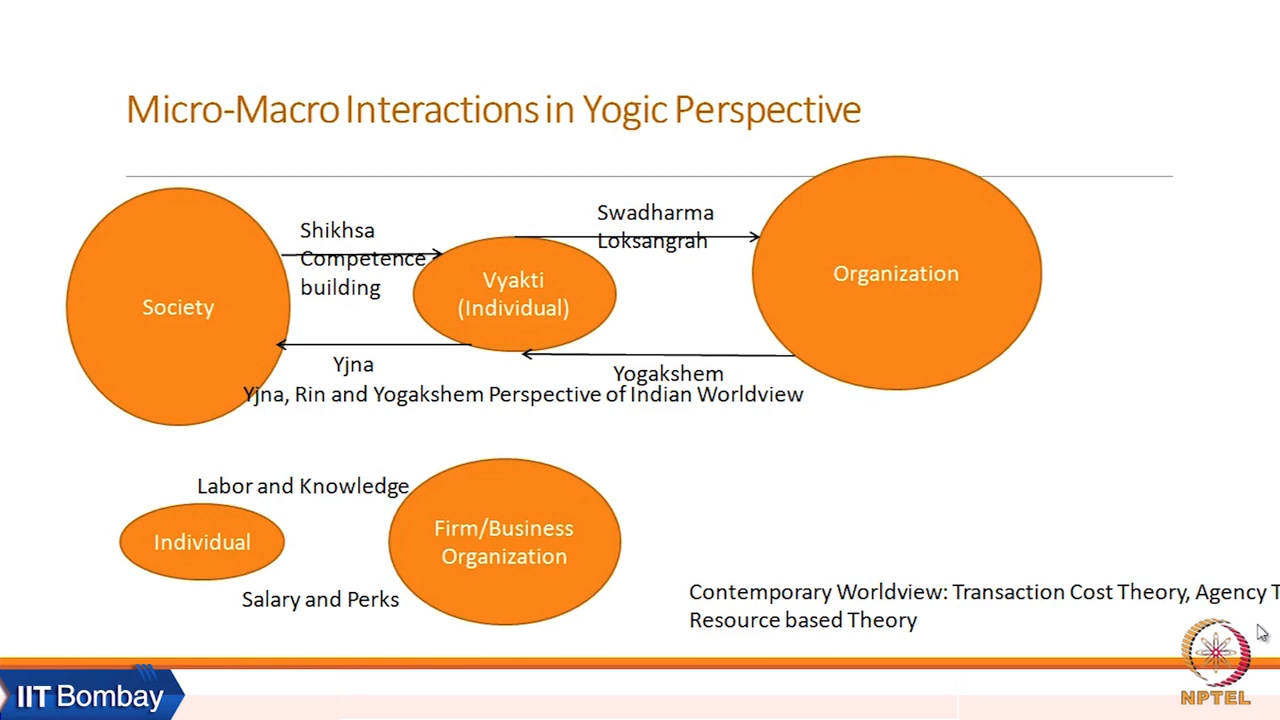 Micro-Macro Interactions in Yogic Perspective
Society
Shikhsa
Competence
building
Vyakti
(Individual)
Swadharma
Loksangrah
Organization
Yjna
Yogakshem
Yjna, Rin and Yogakshem Perspective of Indian Worldview
Labor and Knowledge
Individual
Firm/Business
Organization
Salary and Perks
Contemporary Worldview: Transaction Cost Theory, Agency T
Resource based Theory
IIT Bombay
NPTEL